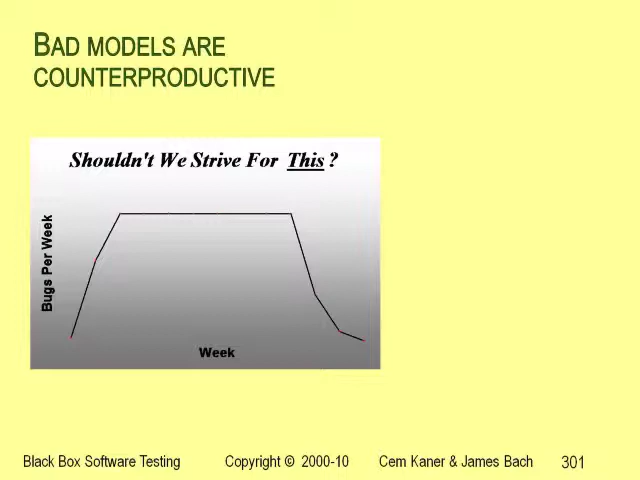 BAD MODELS ARE
COUNTERPRODUCTIVE
Shouldn't We Strive For This ?
Bugs Per Week
Week
Black Box Software Testing Copyright © 2000-10 Cem Kaner & James Bach 301